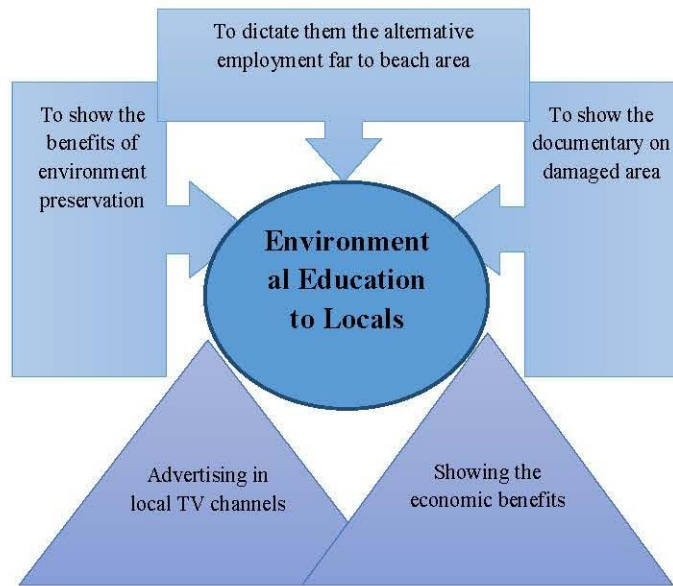 To dictate them the alternative
employment far to beach area
To show the
benefits of
environment
preservation
To show the
documentary on
damaged area
Environment
al Education
to Locals
Advertising in
local TV channels
Showing the
economic benefits